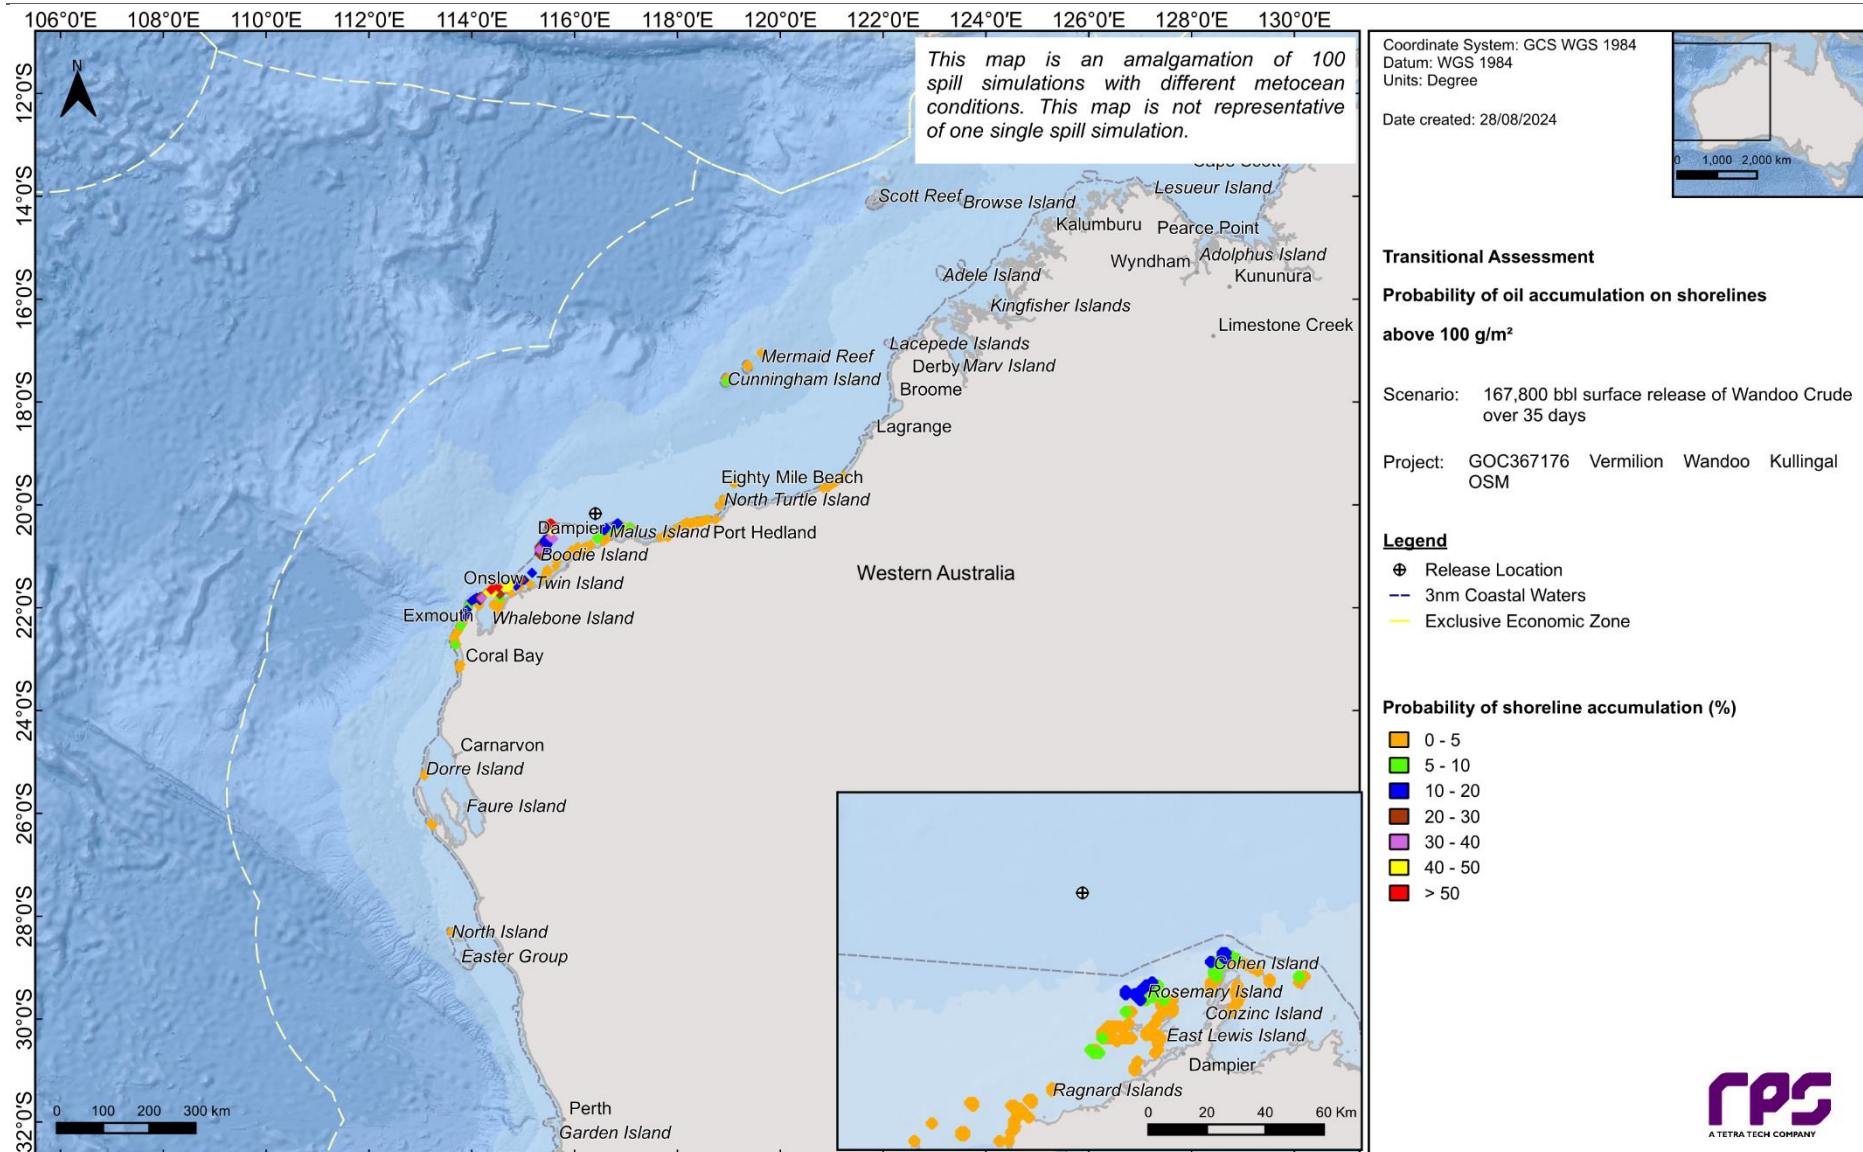 106°0'E
108°0'E
110°0'E
112°0'E
114°0'E
116°0'E
118°0'E
120°0'E
122°0'E
124°0'E
126°0'E
128°0'E
130°0'E
12°0'S
14°0'S
16°0'S
18°0'S
20°0'S
22°0'S
24°0'S
26°0'S
28°0'S
30°0'S
32°0'S
N
This map is an amalgamation of 100
spill simulations with different metocean
conditions. This map is not representative
of one single spill simulation.
Cape Scott
Scott Reef
Browse Island
Lesueur Island
Kalumburu
Pearce Point
Wyndham
Adolphus Island
Kununura
Adele Island
Kingfisher Islands
Limestone Creek
Lacepede Islands
Mermaid Reef
Derby
Marv Island
Cunningham Island
Broome
Lagrange
Eighty Mile Beach
North Turtle Island
Dampier
Malus Island
Port Hedland
Boodie Island
Western Australia
Onslow
Twin Island
Exmouth
Whalebone Island
Coral Bay
Carnarvon
Dorre Island
Faure Island
North Island
Easter Group
Perth
Garden Island
0 100 200 300 km
Cohen Island
Rosemary Island
Conzinc Island
East Lewis Island
Dampier
Ragnard Islands
0 20 40 60 Km
Coordinate System: GCS WGS 1984
Datum: WGS 1984
Units: Degree
Date created: 28/08/2024
0 1,000 2,000 km
Transitional Assessment
Probability of oil accumulation on shorelines
above 100 g/m²
Scenario: 167,800 bbl surface release of Wandoo Crude
over 35 days
Project: GOC367176 Vermilion Wandoo Kullingal
OSM
Legend
Release Location
3nm Coastal Waters
Exclusive Economic Zone
Probability of shoreline accumulation (%)
0 - 5
5 - 10
10 - 20
20 - 30
30 - 40
40 - 50
> 50
rps
A TETRA TECH COMPANY